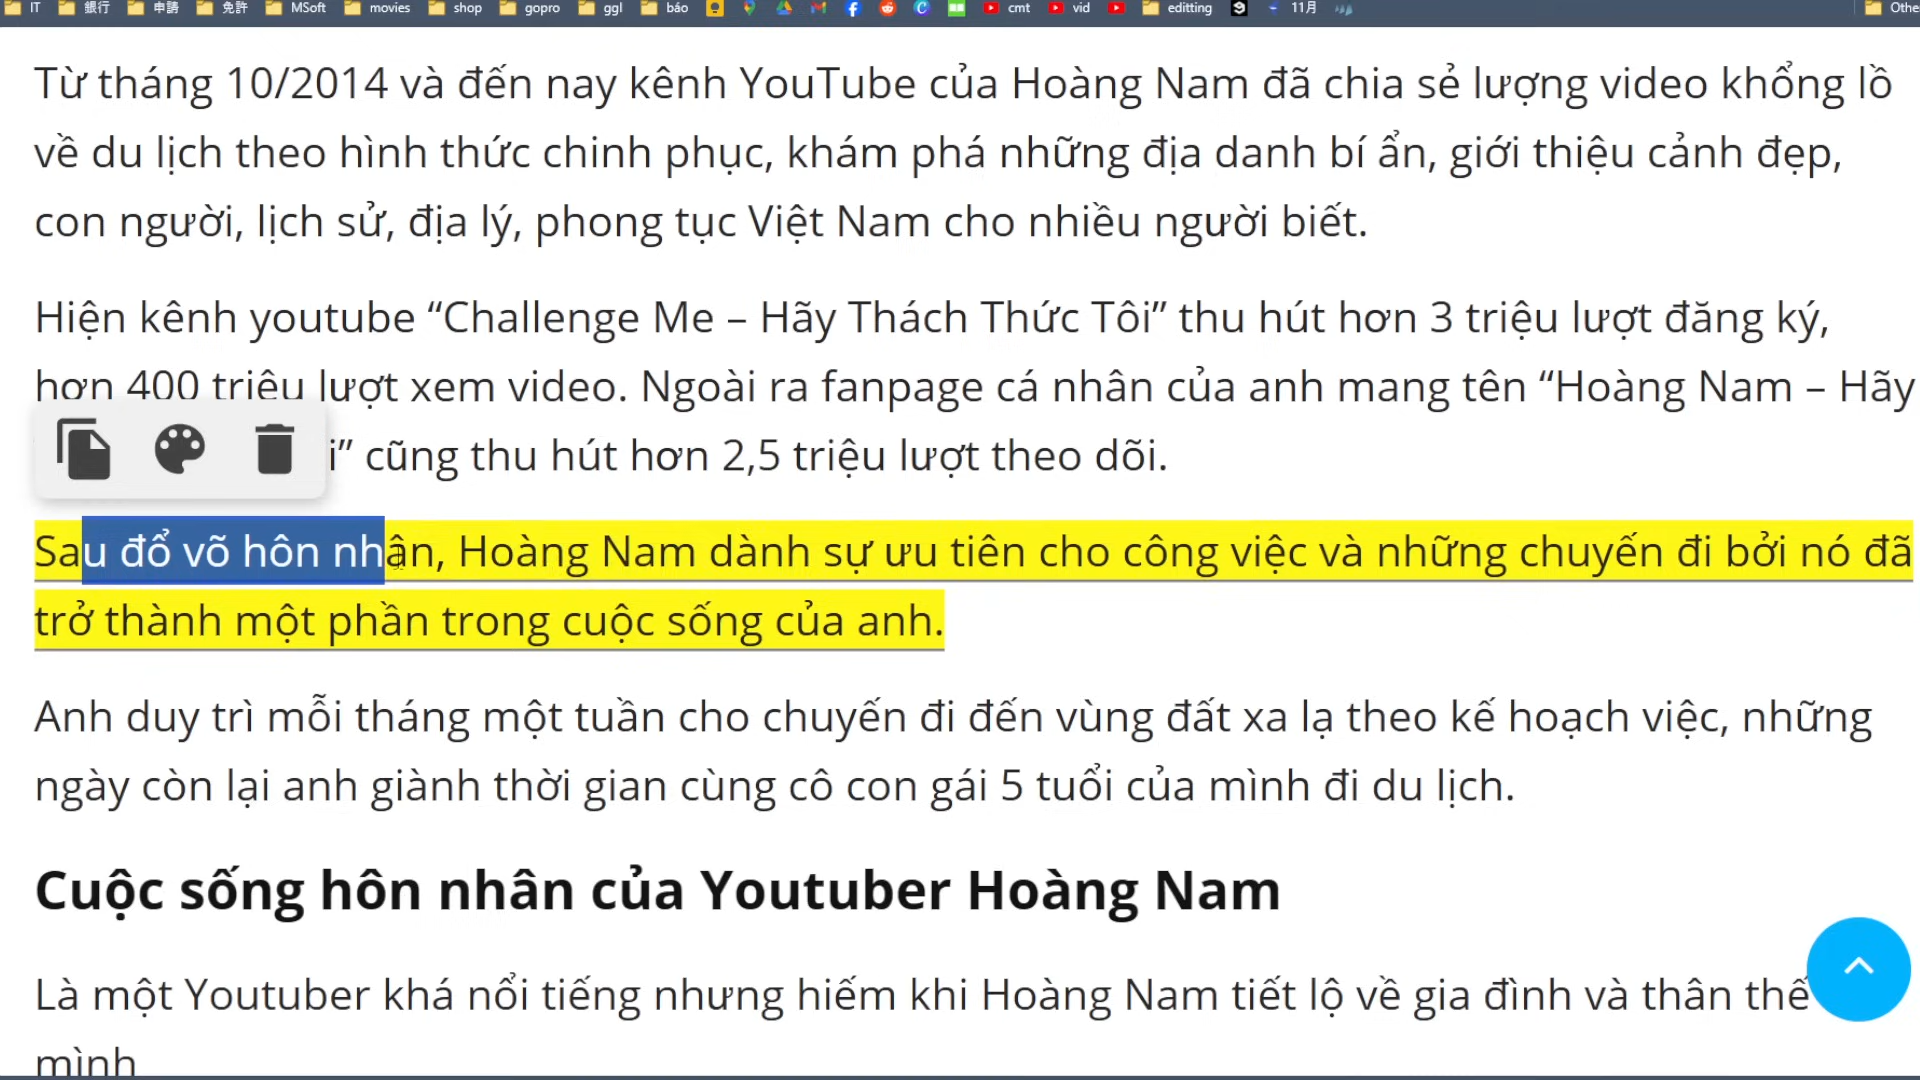 IT 銀行 申請 免許 MSoft movies shop gopro ggl báo cmt vid editting 11月 Othe
Từ tháng 10/2014 và đến nay kênh YouTube của Hoàng Nam đã chia sẻ lượng video khổng lồ
về du lịch theo hình thức chinh phục, khám phá những địa danh bí ẩn, giới thiệu cảnh đẹp,
con người, lịch sử, địa lý, phong tục Việt Nam cho nhiều người biết.
Hiện kênh youtube “Challenge Me – Hãy Thách Thức Tôi” thu hút hơn 3 triệu lượt đăng ký,
hơn 400 triệu lượt xem video. Ngoài ra fanpage cá nhân của anh mang tên “Hoàng Nam – Hãy
i” cũng thu hút hơn 2,5 triệu lượt theo dõi.
Sau đổ võ hôn nhân, Hoàng Nam dành sự ưu tiên cho công việc và những chuyến đi bởi nó đã
trở thành một phần trong cuộc sống của anh.
Anh duy trì mỗi tháng một tuần cho chuyến đi đến vùng đất xa lạ theo kế hoạch việc, những
ngày còn lại anh giành thời gian cùng cô con gái 5 tuổi của mình đi du lịch.
Cuộc sống hôn nhân của Youtuber Hoàng Nam
Là một Youtuber khá nổi tiếng nhưng hiếm khi Hoàng Nam tiết lộ về gia đình và thân thế
mình